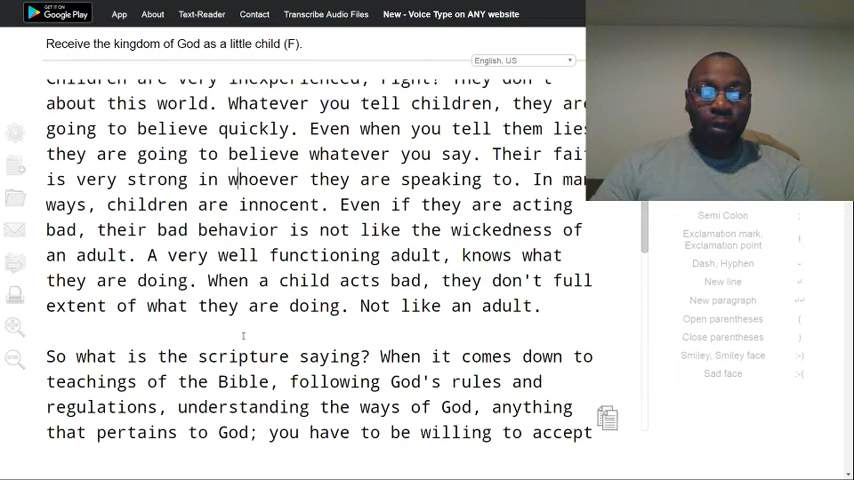 GET IT ON
Google Play
App
About
Text-Reader
Contact
Transcribe Audio Files
New - Voice Type on ANY website
Receive the kingdom of God as a little child (F).
English, US
Children are very inexperienced, right? They don't
about this world. Whatever you tell children, they are
going to believe quickly. Even when you tell them lies
they are going to believe whatever you say. Their fai
is very strong in whoever they are speaking to. In man
ways, children are innocent. Even if they are acting
bad, their bad behavior is not like the wickedness of
an adult. A very well functioning adult, knows what
they are doing. When a child acts bad, they don't full
extent of what they are doing. Not like an adult.
So what is the scripture saying? When it comes down to
teachings of the Bible, following God's rules and
regulations, understanding the ways of God, anything
that pertains to God; you have to be willing to accept
Semi Colon ;
Exclamation mark, Exclamation point !
Dash, Hyphen -
New line ↵
New paragraph ↵↵
Open parentheses (
Close parentheses )
Smiley, Smiley face :-)
Sad face :-(